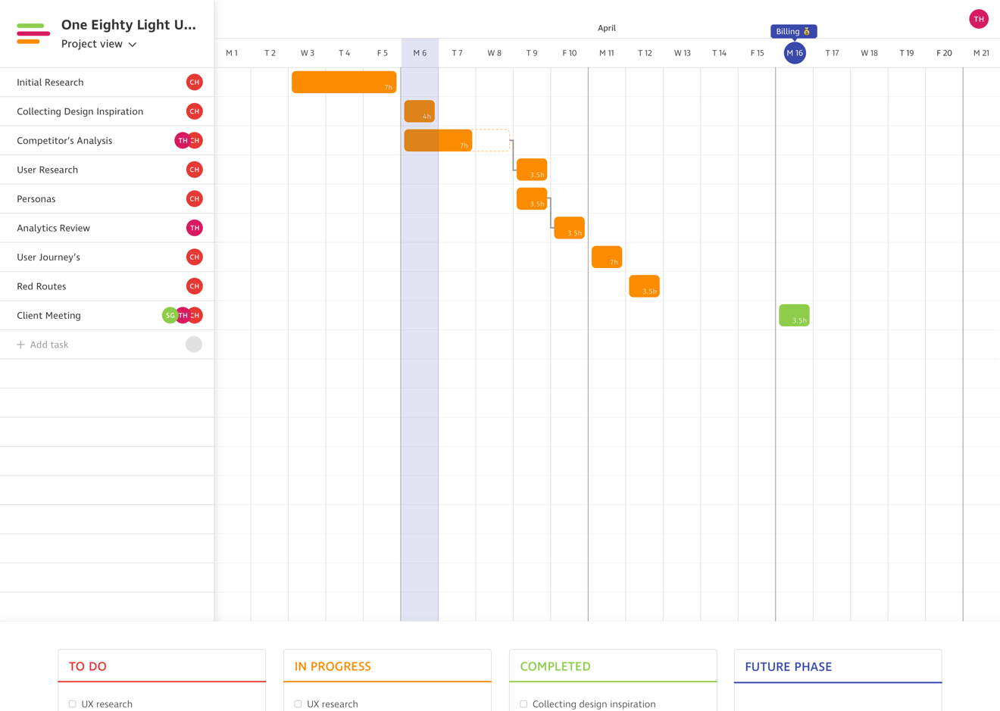 One Eighty Light U...
Project view
TH
April
Billing
M 1 T 2 W 3 T 4 F 5 M 6 T 7 W 8 T 9 F 10 M 11 T 12 W 13 T 14 F 15 M 16 T 17 W 18 T 19 F 20 M 21
Initial Research CH 7h
Collecting Design Inspiration CH 4h
Competitor’s Analysis TH CH 7h
User Research CH 3.5h
Personas CH 3.5h
Analytics Review TH 3.5h
User Journey’s CH 7h
Red Routes CH 3.5h
Client Meeting SG TH CH 3.5h
+ Add task
TO DO
UX research
IN PROGRESS
UX research
COMPLETED
Collecting design inspiration
FUTURE PHASE